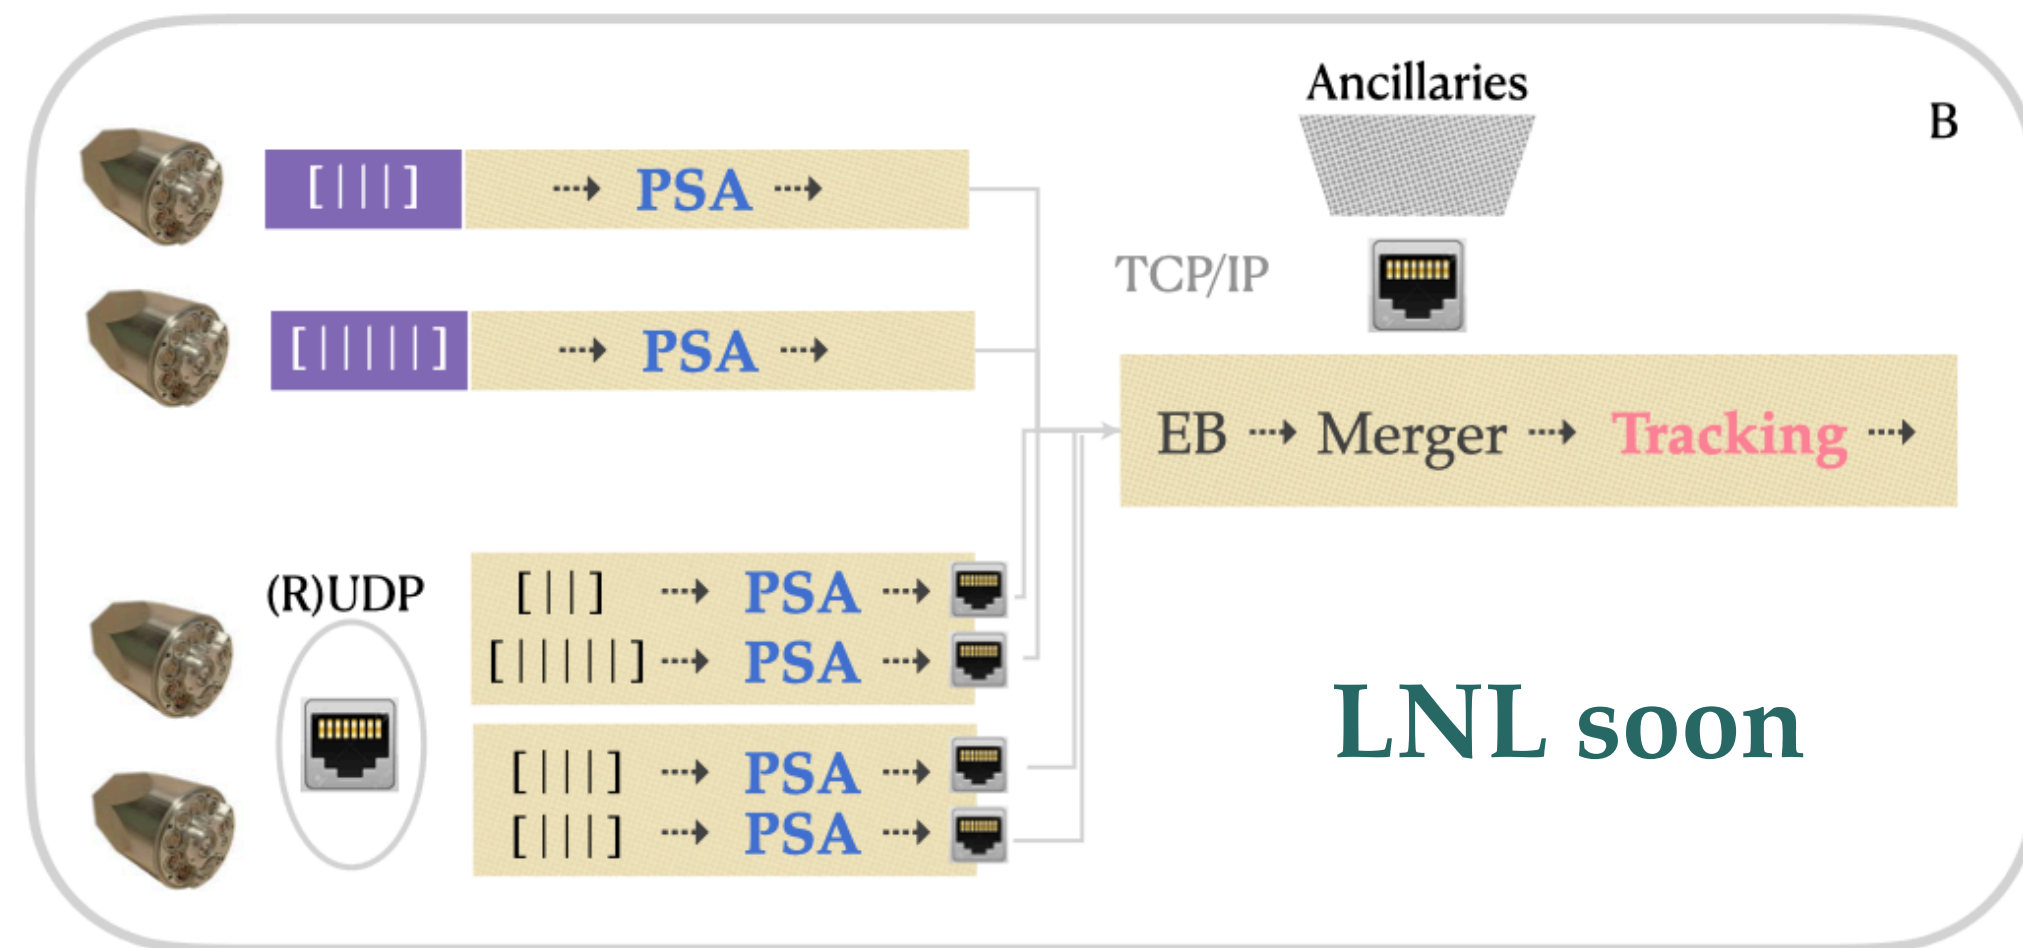 Ancillaries
B
[|||] PSA
TCP/IP
[|||||] PSA
EB Merger Tracking
(R)UDP
[||] PSA
[|||||] PSA
LNL soon
[|||] PSA
[|||] PSA